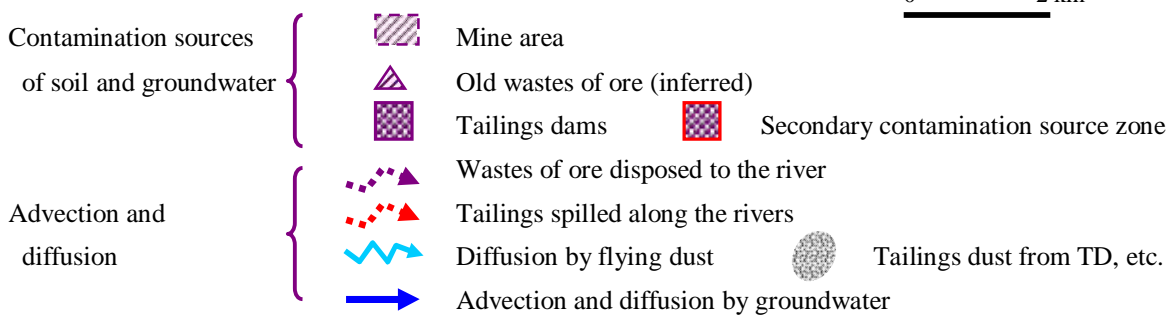 2 km
Contamination sources
of soil and groundwater
Mine area
Old wastes of ore (inferred)
Tailings dams
Secondary contamination source zone
Wastes of ore disposed to the river
Advection and
diffusion
Tailings spilled along the rivers
Diffusion by flying dust
Tailings dust from TD, etc.
Advection and diffusion by groundwater